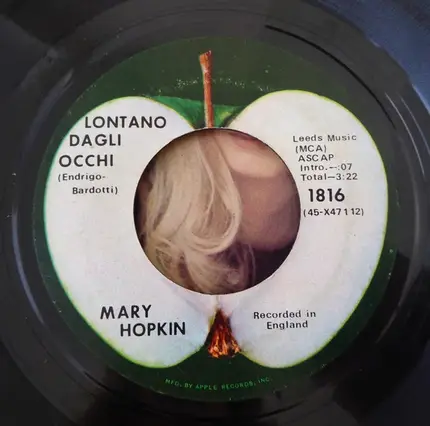 LONTANO
DAGLI
OCCHI
(Endrigo-
Bardotti)
Leeds Music
(MCA)
ASCAP
Intro.—:07
Total—3:22
1816
(45-X47112)
MARY
HOPKIN
Recorded in
England
MFG. BY APPLE RECORDS, INC.